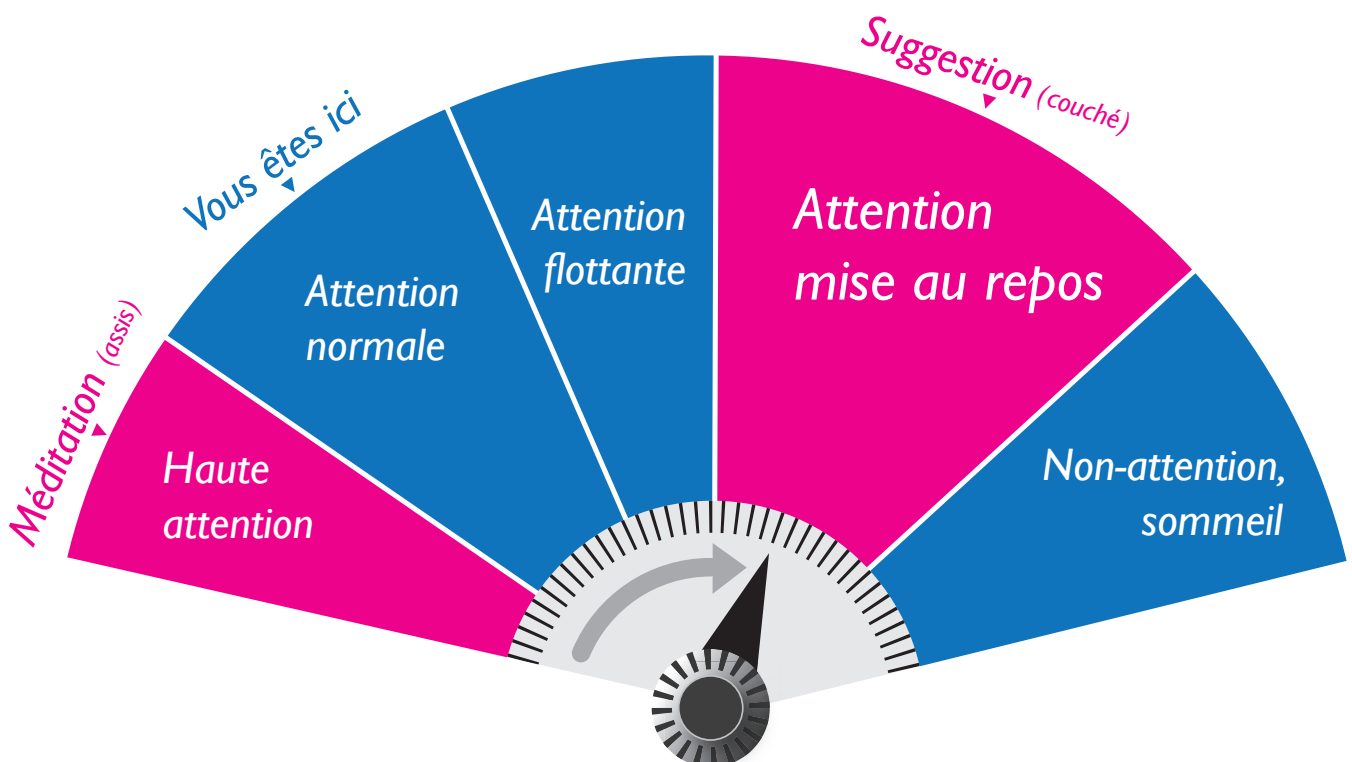 Méditation (assis)
Haute
attention
Vous êtes ici
Attention
normale
Attention
flottante
Suggestion (couché)
Attention
mise au repos
Non-attention,
sommeil